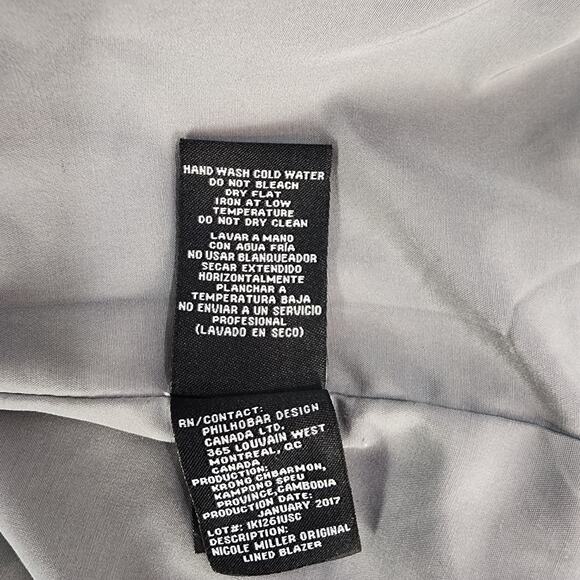 HAND WASH COLD WATER
DO NOT BLEACH
DRY FLAT
IRON AT LOW
TEMPERATURE
DO NOT DRY CLEAN
LAVAR A MANO
CON AGUA FRÍA
NO USAR BLANQUEADOR
SECAR EXTENDIDO
HORIZONTALMENTE
PLANCHAR A
TEMPERATURA BAJA
NO ENVIAR A UN SERVICIO
PROFESIONAL
(LAVADO EN SECO)
RN/CONTACT:
PHILHOBAR DESIGN
CANADA LTD.
365 LOUVAIN WEST
MONTREAL, QC
CANADA
PRODUCTION:
KRONG CHBARMON,
KAMPONG SPEU
PROVINCE,CAMBODIA
PRODUCTION DATE:
JANUARY 2017
LOT#: 1K1261USC
DESCRIPTION:
NICOLE MILLER ORIGINAL
LINED BLAZER